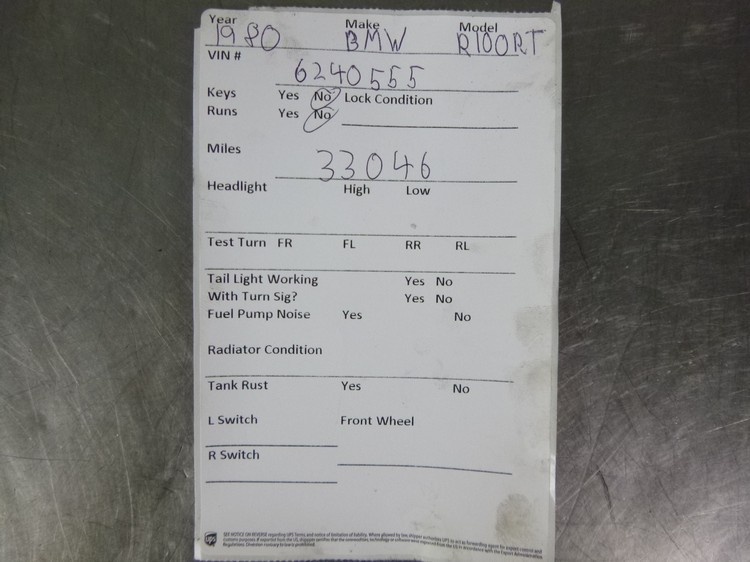 Year Make Model
1980 BMW R100RT
VIN #
6240555
Keys Yes No Lock Condition
Runs Yes No
Miles
33046
Headlight High Low
Test Turn FR FL RR RL
Tail Light Working Yes No
With Turn Sig? Yes No
Fuel Pump Noise Yes No
Radiator Condition
Tank Rust Yes No
L Switch Front Wheel
R Switch
ups